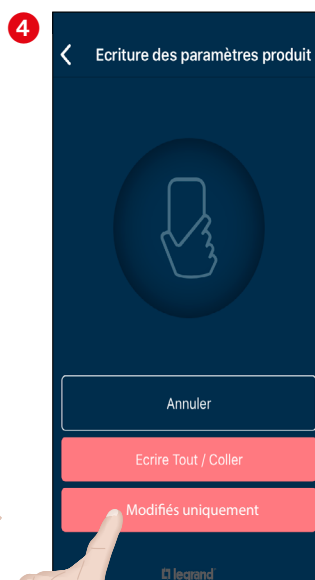 4
Ecriture des paramètres produit
Annuler
Ecrire Tout / Coller
Modifiés uniquement
legrand